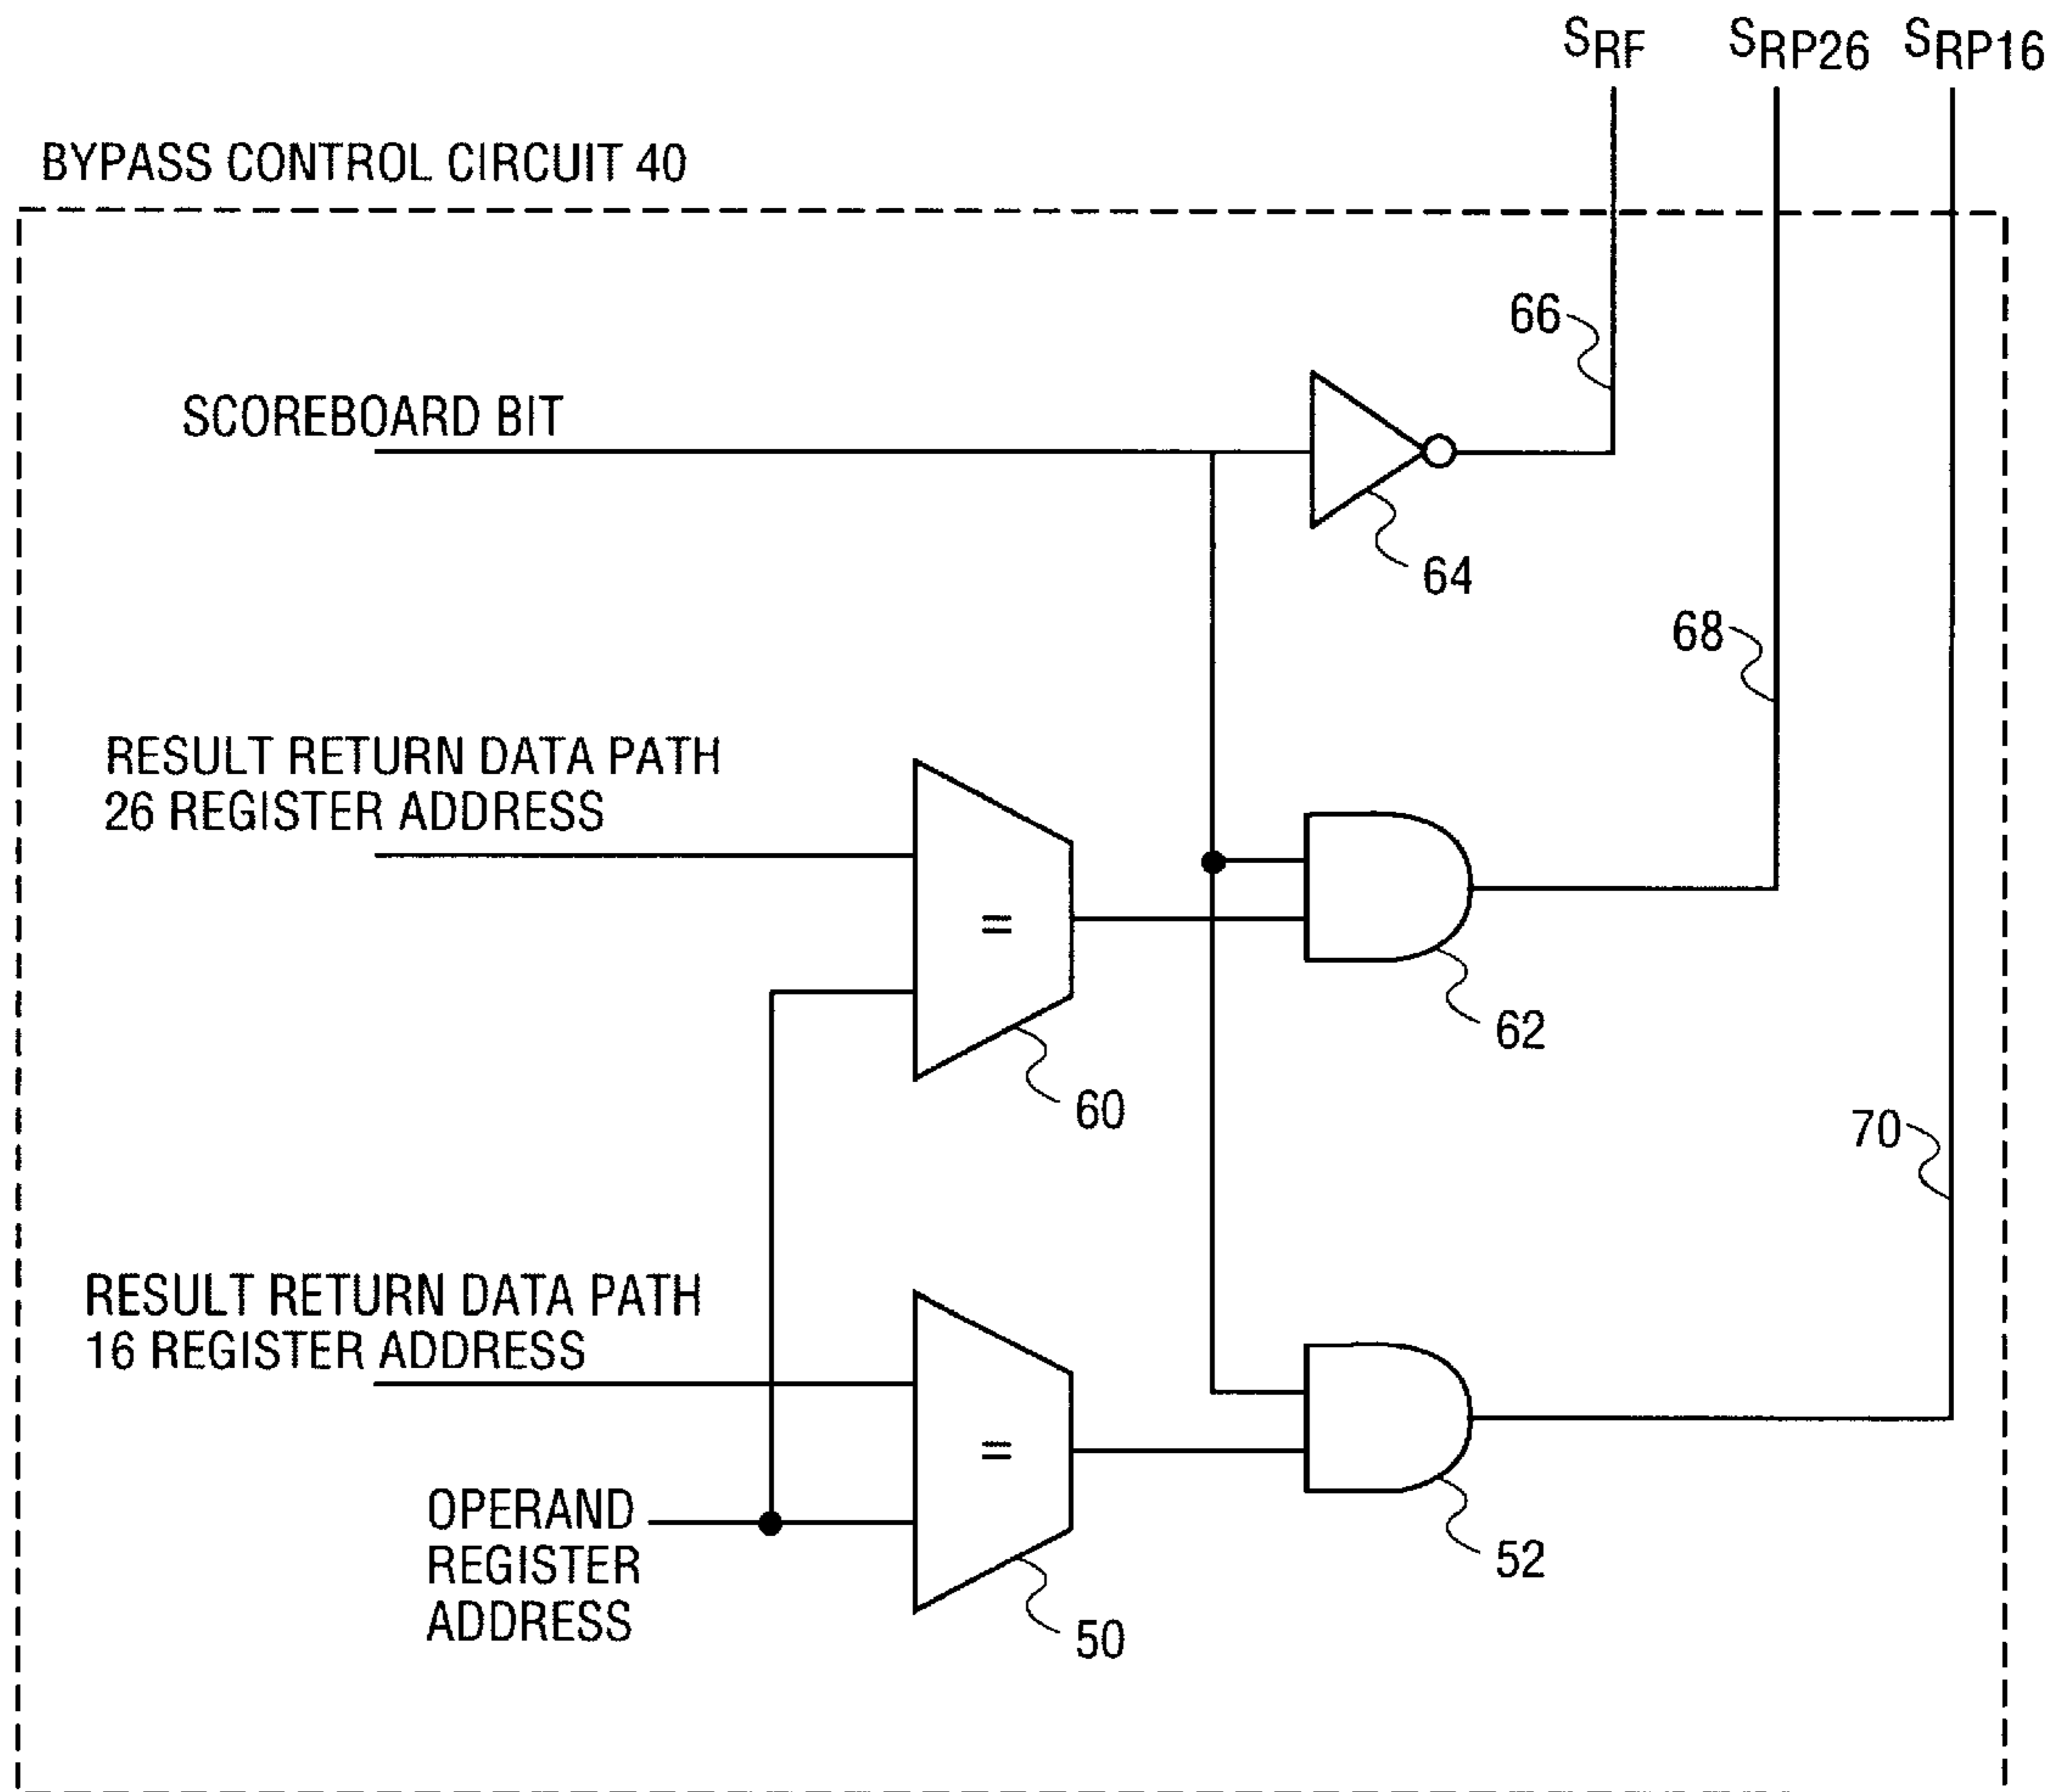 SRF SRP26 SRP16
BYPASS CONTROL CIRCUIT 40
66
SCOREBOARD BIT
64
68
RESULT RETURN DATA PATH
26 REGISTER ADDRESS
=
62
60
70
RESULT RETURN DATA PATH
16 REGISTER ADDRESS
=
OPERAND
REGISTER
ADDRESS
52
50